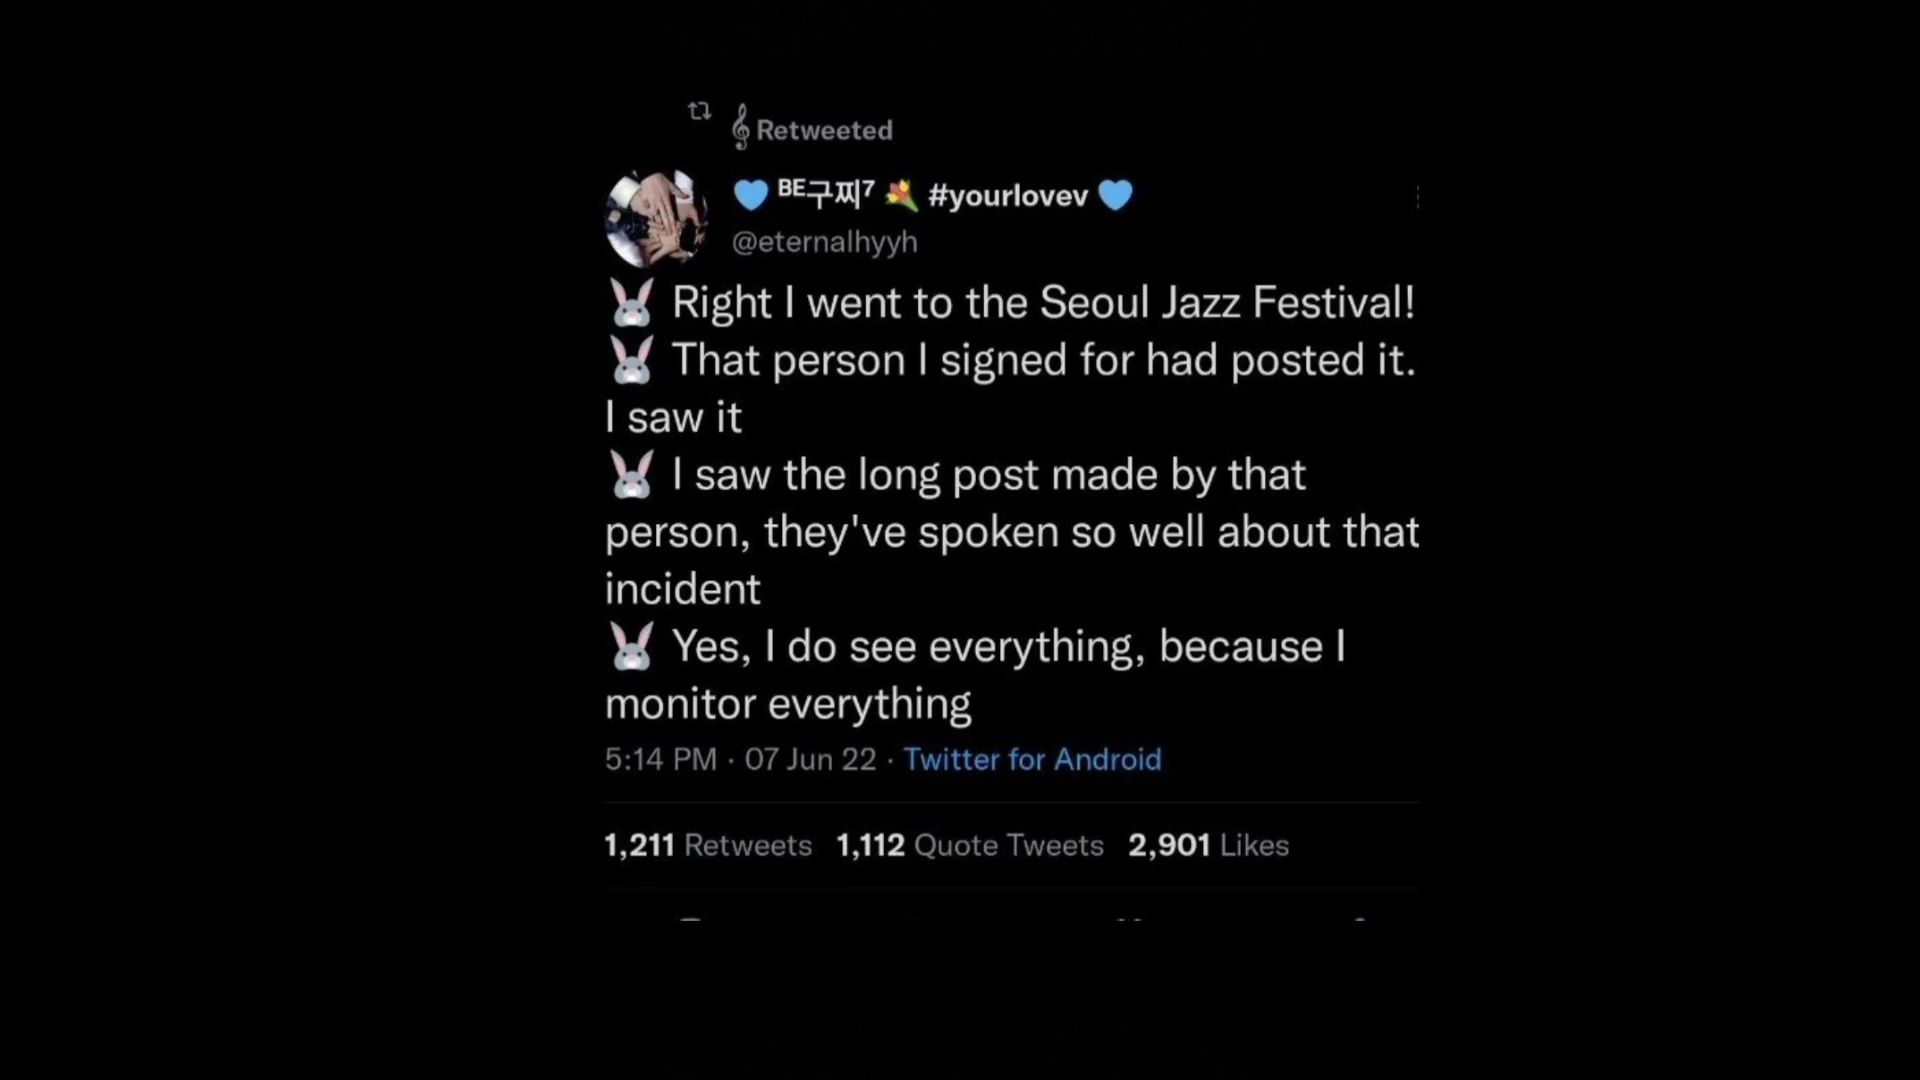 Retweeted
BE구찌7 #yourlovev
@eternalhyyh
Right I went to the Seoul Jazz Festival!
That person I signed for had posted it.
I saw it
I saw the long post made by that
person, they've spoken so well about that
incident
Yes, I do see everything, because I
monitor everything
5:14 PM · 07 Jun 22 · Twitter for Android
1,211 Retweets 1,112 Quote Tweets 2,901 Likes